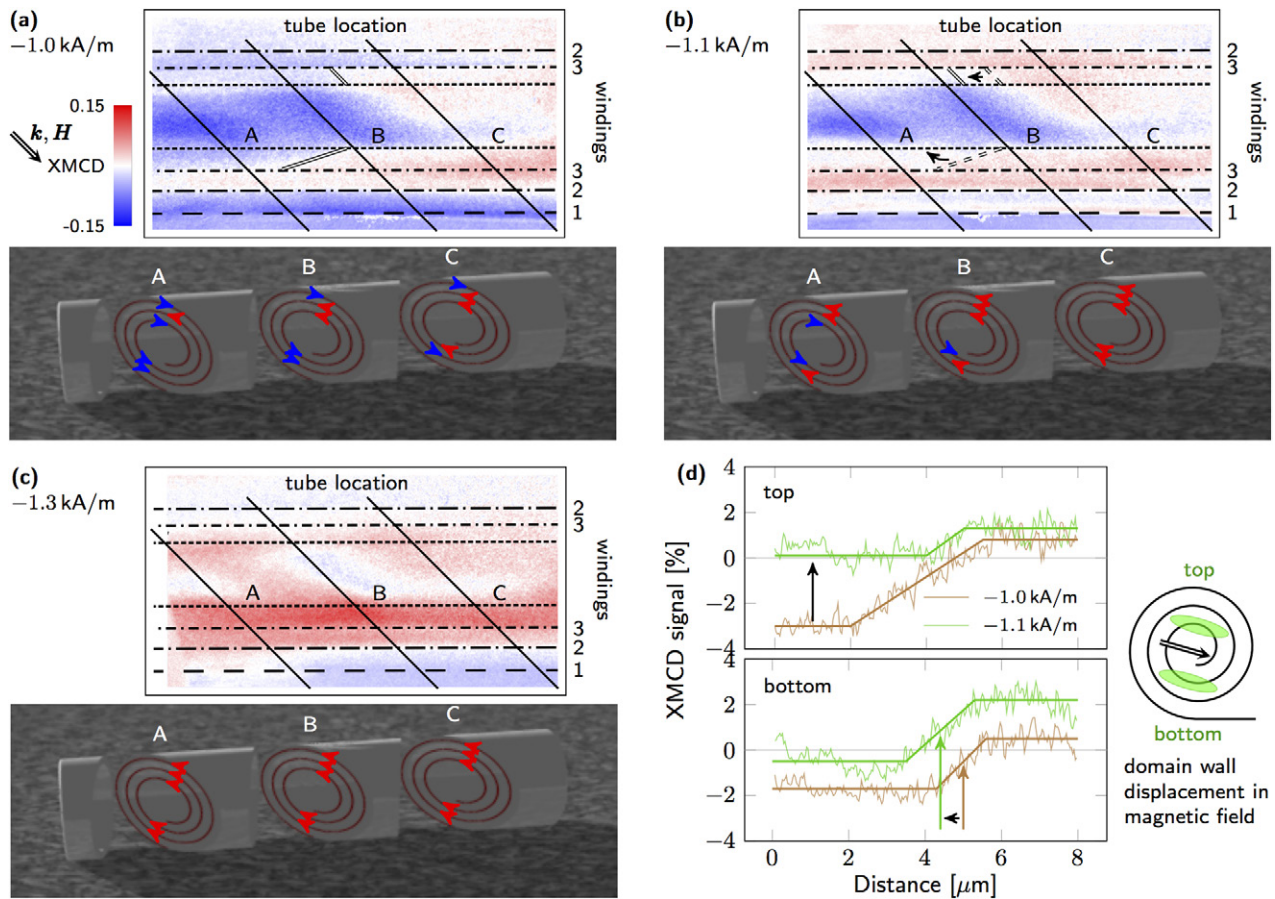 (a)
−1.0 kA/m
tube location
0.15
k, H
XMCD
-0.15
A
B
C
2
3
3
2
1
windings
A
B
C
(b)
−1.1 kA/m
tube location
A
B
C
2
3
3
2
1
windings
A
B
C
(c)
−1.3 kA/m
tube location
A
B
C
2
3
3
2
1
windings
A
B
C
(d)
XMCD signal [%]
4
2
0
−2
−4
top
−1.0 kA/m
−1.1 kA/m
4
2
0
−2
−4
bottom
0
2
4
6
8
Distance [μm]
top
bottom
domain wall
displacement in
magnetic field